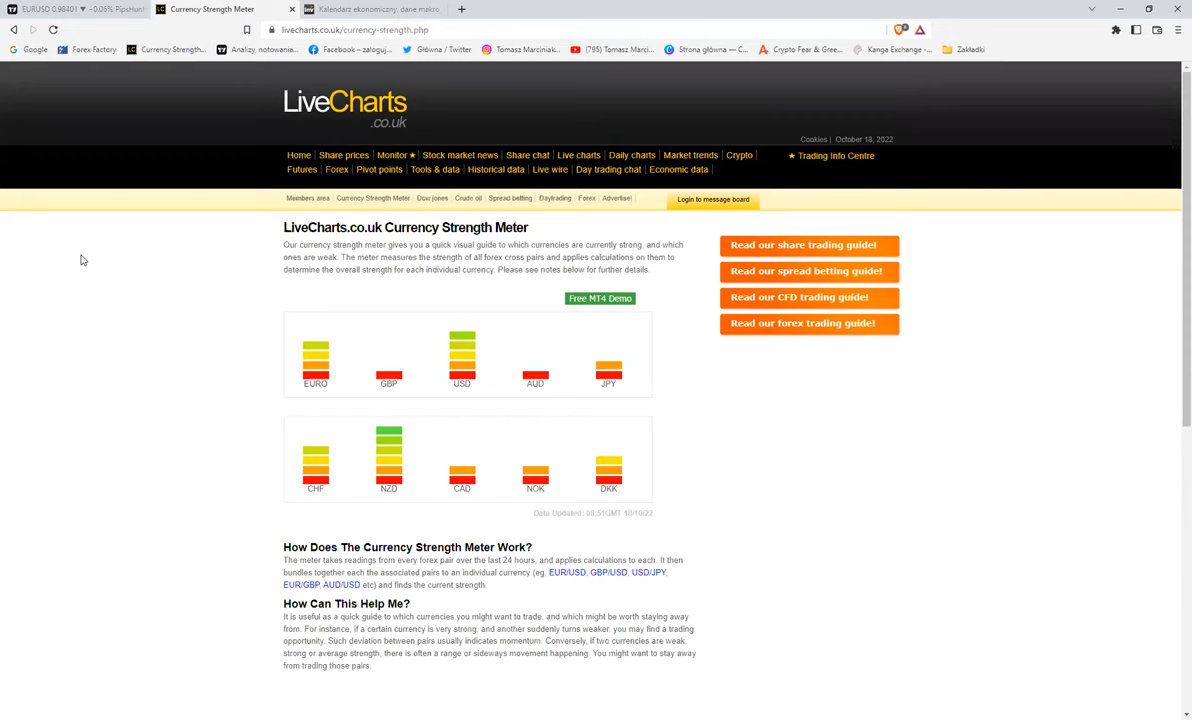 EURUSD 0.98401 ▼ −0.06% PipsHun
Currency Strength Meter
Kalendarz ekonomiczny, dane makro.
livecharts.co.uk/currency-strength.php
Google
Forex Factory
Currency Strength...
Analizy, notowania...
Facebook – zaloguj...
Główna / Twitter
Tomasz Marciniak...
(795) Tomasz Marci...
Strona główna — C...
Crypto Fear & Gree...
Kanga Exchange -...
Zakładki
LiveCharts
.co.uk
Cookies | October 18, 2022
Home | Share prices | Monitor ★ | Stock market news | Share chat | Live charts | Daily charts | Market trends | Crypto
★ Trading Info Centre
Futures | Forex | Pivot points | Tools & data | Historical data | Live wire | Day trading chat | Economic data |
Members area | Currency Strength Meter | Dow jones | Crude oil | Spread betting | Daytrading | Forex | Advertise!
Login to message board
LiveCharts.co.uk Currency Strength Meter
Our currency strength meter gives you a quick visual guide to which currencies are currently strong, and which
ones are weak. The meter measures the strength of all forex cross pairs and applies calculations on them to
determine the overall strength for each individual currency. Please see notes below for further details.
Read our share trading guide!
Read our spread betting guide!
Read our CFD trading guide!
Read our forex trading guide!
Free MT4 Demo
EURO GBP USD AUD JPY
CHF NZD CAD NOK DKK
Data Updated: 08:51GMT 18/10/22
How Does The Currency Strength Meter Work?
The meter takes readings from every forex pair over the last 24 hours, and applies calculations to each. It then
bundles together each the associated pairs to an individual currency (eg, EUR/USD, GBP/USD, USD/JPY,
EUR/GBP, AUD/USD etc) and finds the current strength.
How Can This Help Me?
It is useful as a quick guide to which currencies you might want to trade, and which might be worth staying away
from. For instance, if a certain currency is very strong, and another suddenly turns weaker, you may find a trading
opportunity. Such deviation between pairs usually indicates momentum. Conversely, if two currencies are weak,
strong or average strength, there is often a range or sideways movement happening. You might want to stay away
from trading those pairs.